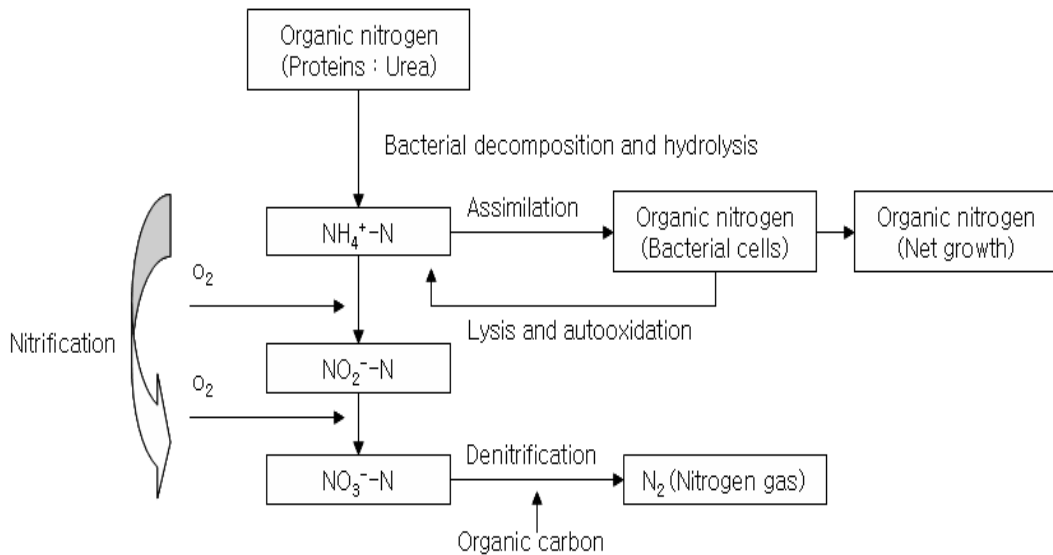 Organic nitrogen
(Proteins : Urea)
Bacterial decomposition and hydrolysis
NH₄⁺-N
Assimilation
Organic nitrogen
(Bacterial cells)
Organic nitrogen
(Net growth)
O₂
Lysis and autooxidation
Nitrification
NO₂⁻-N
O₂
NO₃⁻-N
Denitrification
N₂ (Nitrogen gas)
Organic carbon